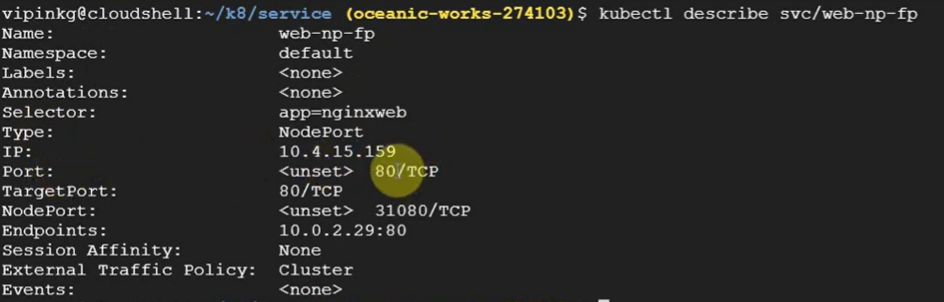 vipinkg@cloudshell:~/k8/service (oceanic-works-274103)$ kubectl describe svc/web-np-fp
Name: web-np-fp
Namespace: default
Labels: <none>
Annotations: <none>
Selector: app=nginxweb
Type: NodePort
IP: 10.4.15.159
Port: <unset> 80/TCP
TargetPort: 80/TCP
NodePort: <unset> 31080/TCP
Endpoints: 10.0.2.29:80
Session Affinity: None
External Traffic Policy: Cluster
Events: <none>